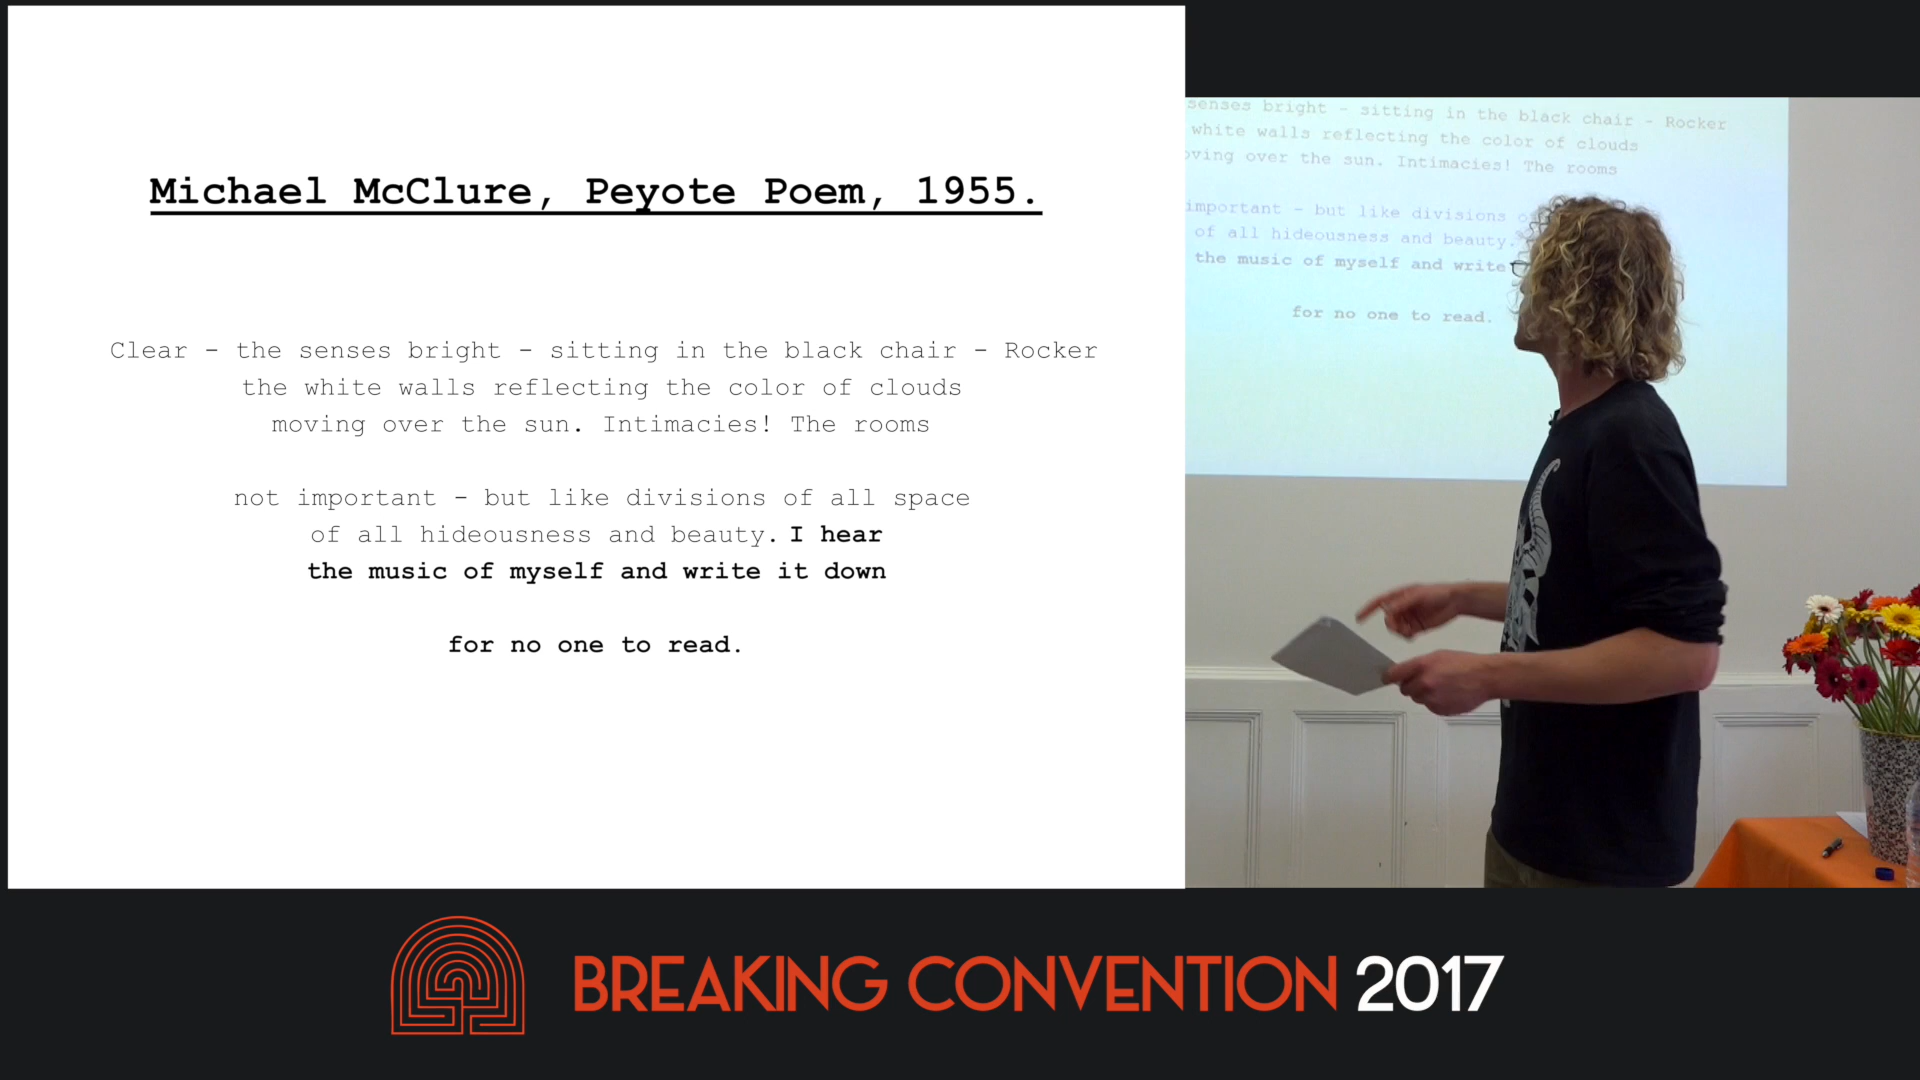 Michael McClure, Peyote Poem, 1955.
Clear - the senses bright - sitting in the black chair - Rocker
the white walls reflecting the color of clouds
moving over the sun. Intimacies! The rooms
not important - but like divisions of all space
of all hideousness and beauty. I hear
the music of myself and write it down
for no one to read.
senses bright - sitting in the black chair - Rocker
white walls reflecting the color of clouds
oving over the sun. Intimacies! The rooms
important - but like divisions o
of all hideousness and beauty.
the music of myself and write
for no one to read.
BREAKING CONVENTION 2017